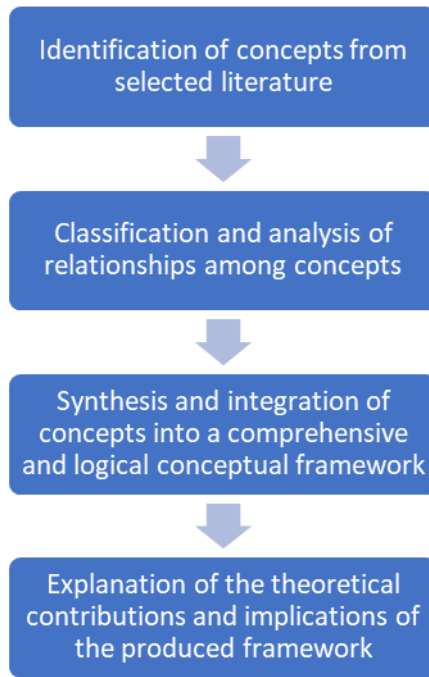 Identification of concepts from
selected literature
Classification and analysis of
relationships among concepts
Synthesis and integration of
concepts into a comprehensive
and logical conceptual framework
Explanation of the theoretical
contributions and implications of
the produced framework